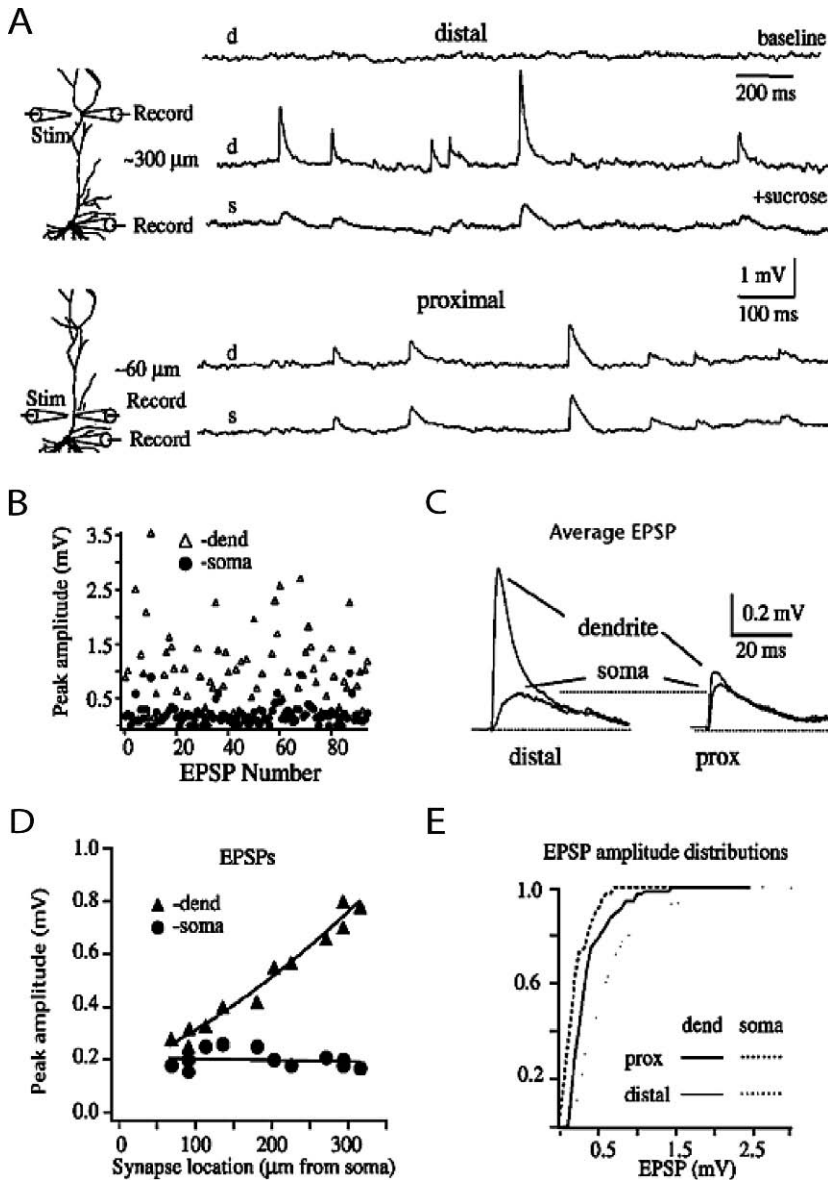 A
d distal baseline
200 ms
Stim Record
~300 µm d
s +sucrose
Record
1 mV
100 ms
proximal
~60 µm d
Stim Record
s
Record
B
3.5
2.5
1.5
0.5
Peak amplitude (mV)
-dend
-soma
0 20 40 60 80
EPSP Number
C
Average EPSP
0.2 mV
20 ms
dendrite
soma
distal prox
D
EPSPs
1.0
0.8
0.6
0.4
0.2
0.0
Peak amplitude (mV)
-dend
-soma
0 100 200 300
Synapse location (µm from soma)
E
EPSP amplitude distributions
1.0
0.8
0.6
0.4
0.2
dend soma
prox
distal
0.5 1.5 2.5
EPSP (mV)